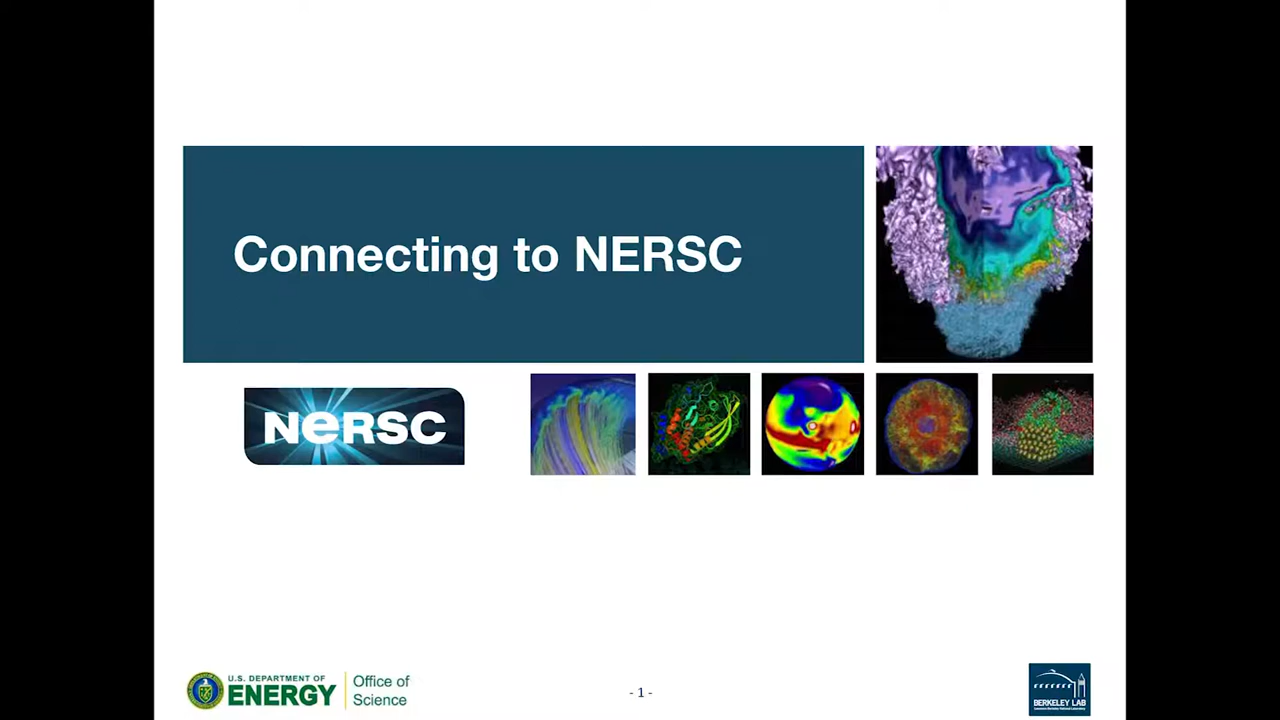 Connecting to NERSC
NERSC
U.S. DEPARTMENT OF
ENERGY
Office of
Science
- 1 -
BERKELEY LAB